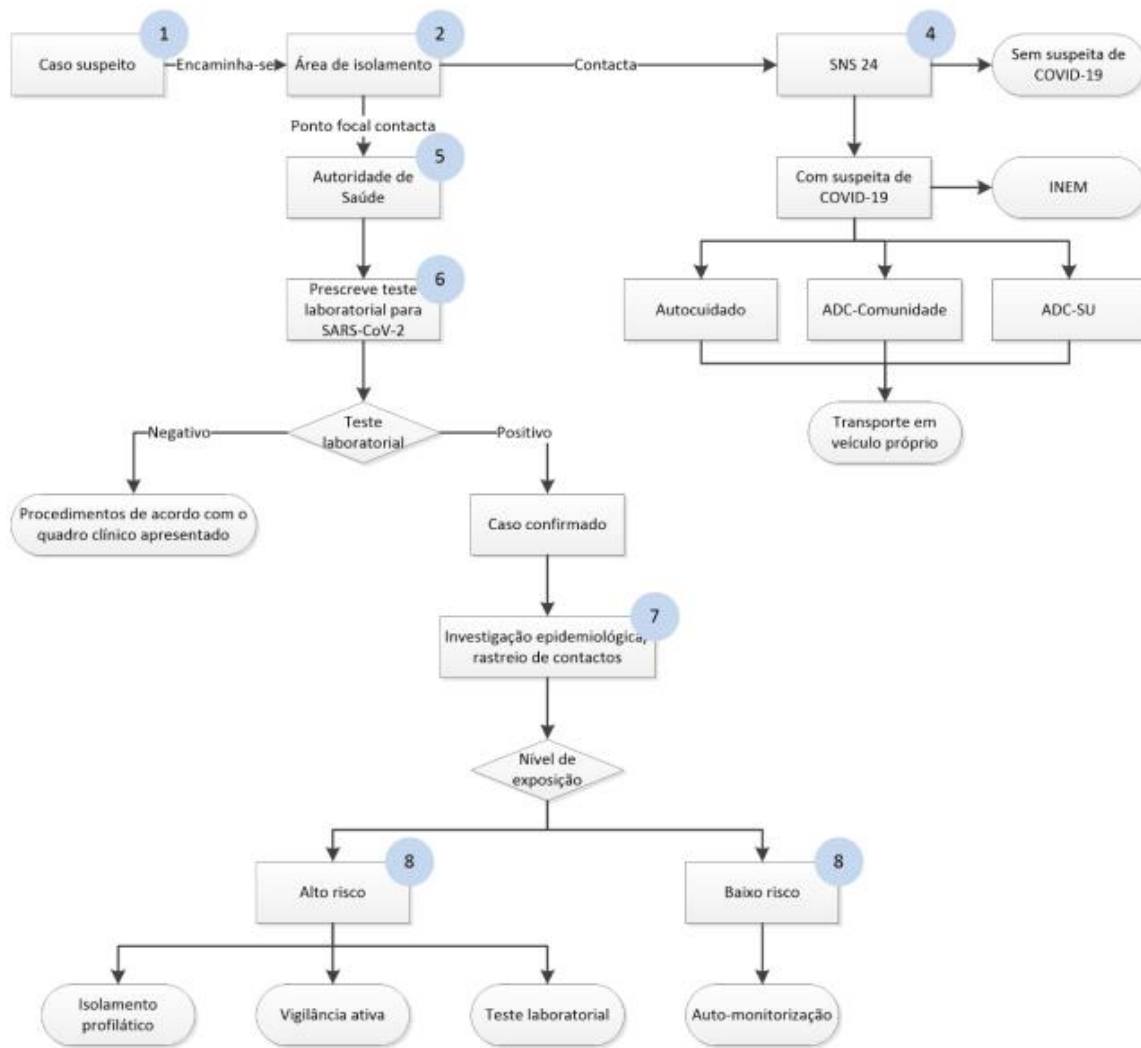 1
2
4
Caso suspeito
Encaminha-se
Área de isolamento
Contacta
SNS 24
Sem suspeita de
COVID-19
Ponto focal contacta
5
Autoridade de
Saúde
Com suspeita de
COVID-19
INEM
6
Prescreve teste
laboratorial para
SARS-CoV-2
Autocuidado
ADC-Comunidade
ADC-SU
Negativo
Teste
laboratorial
Positivo
Transporte em
veículo próprio
Procedimentos de acordo com o
quadro clínico apresentado
Caso confirmado
7
Investigação epidemiológica,
rastreio de contactos
Nível de
exposição
8
8
Alto risco
Baixo risco
Isolamento
profilático
Vigilância ativa
Teste laboratorial
Auto-monitorização